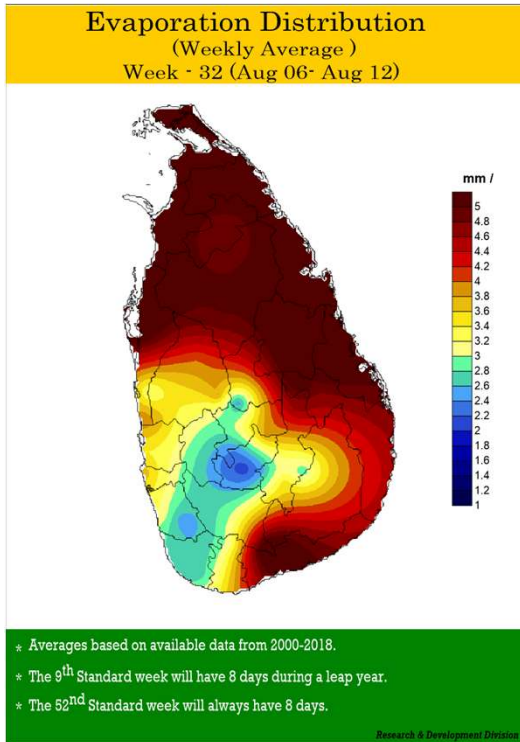 Evaporation Distribution
(Weekly Average )
Week - 32 (Aug 06- Aug 12)
mm /
5
4.8
4.6
4.4
4.2
4
3.8
3.6
3.4
3.2
3
2.8
2.6
2.4
2.2
2
1.8
1.6
1.4
1.2
1
* Averages based on available data from 2000-2018.
* The 9th Standard week will have 8 days during a leap year.
* The 52nd Standard week will always have 8 days.
Research & Development Division